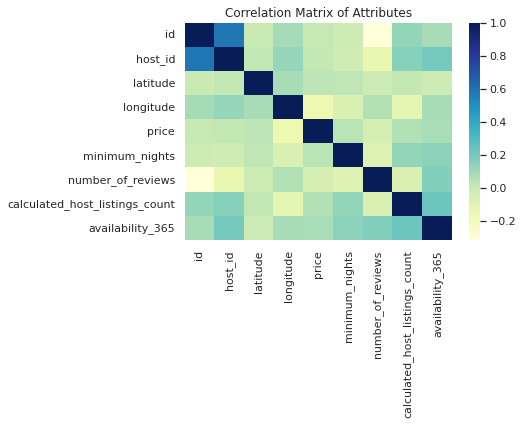 Correlation Matrix of Attributes
id
host_id
latitude
longitude
price
minimum_nights
number_of_reviews
calculated_host_listings_count
availability_365
id
host_id
latitude
longitude
price
minimum_nights
number_of_reviews
calculated_host_listings_count
availability_365
1.0
0.8
0.6
0.4
0.2
0.0
−0.2